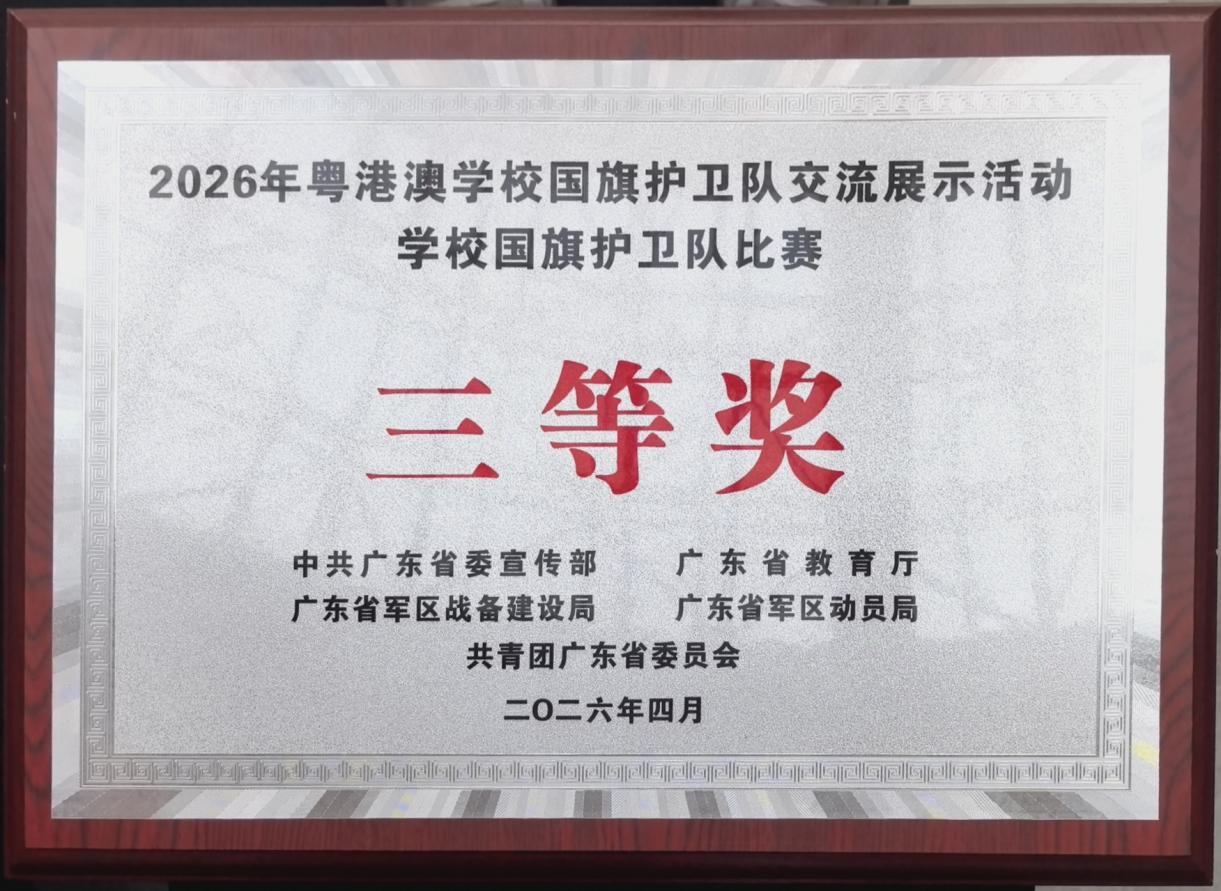 2026年粤港澳学校国旗护卫队交流展示活动
学校国旗护卫队比赛
三等奖
中共广东省委宣传部 广东省教育厅
广东省军区战备建设局 广东省军区动员局
共青团广东省委员会
二〇二六年四月